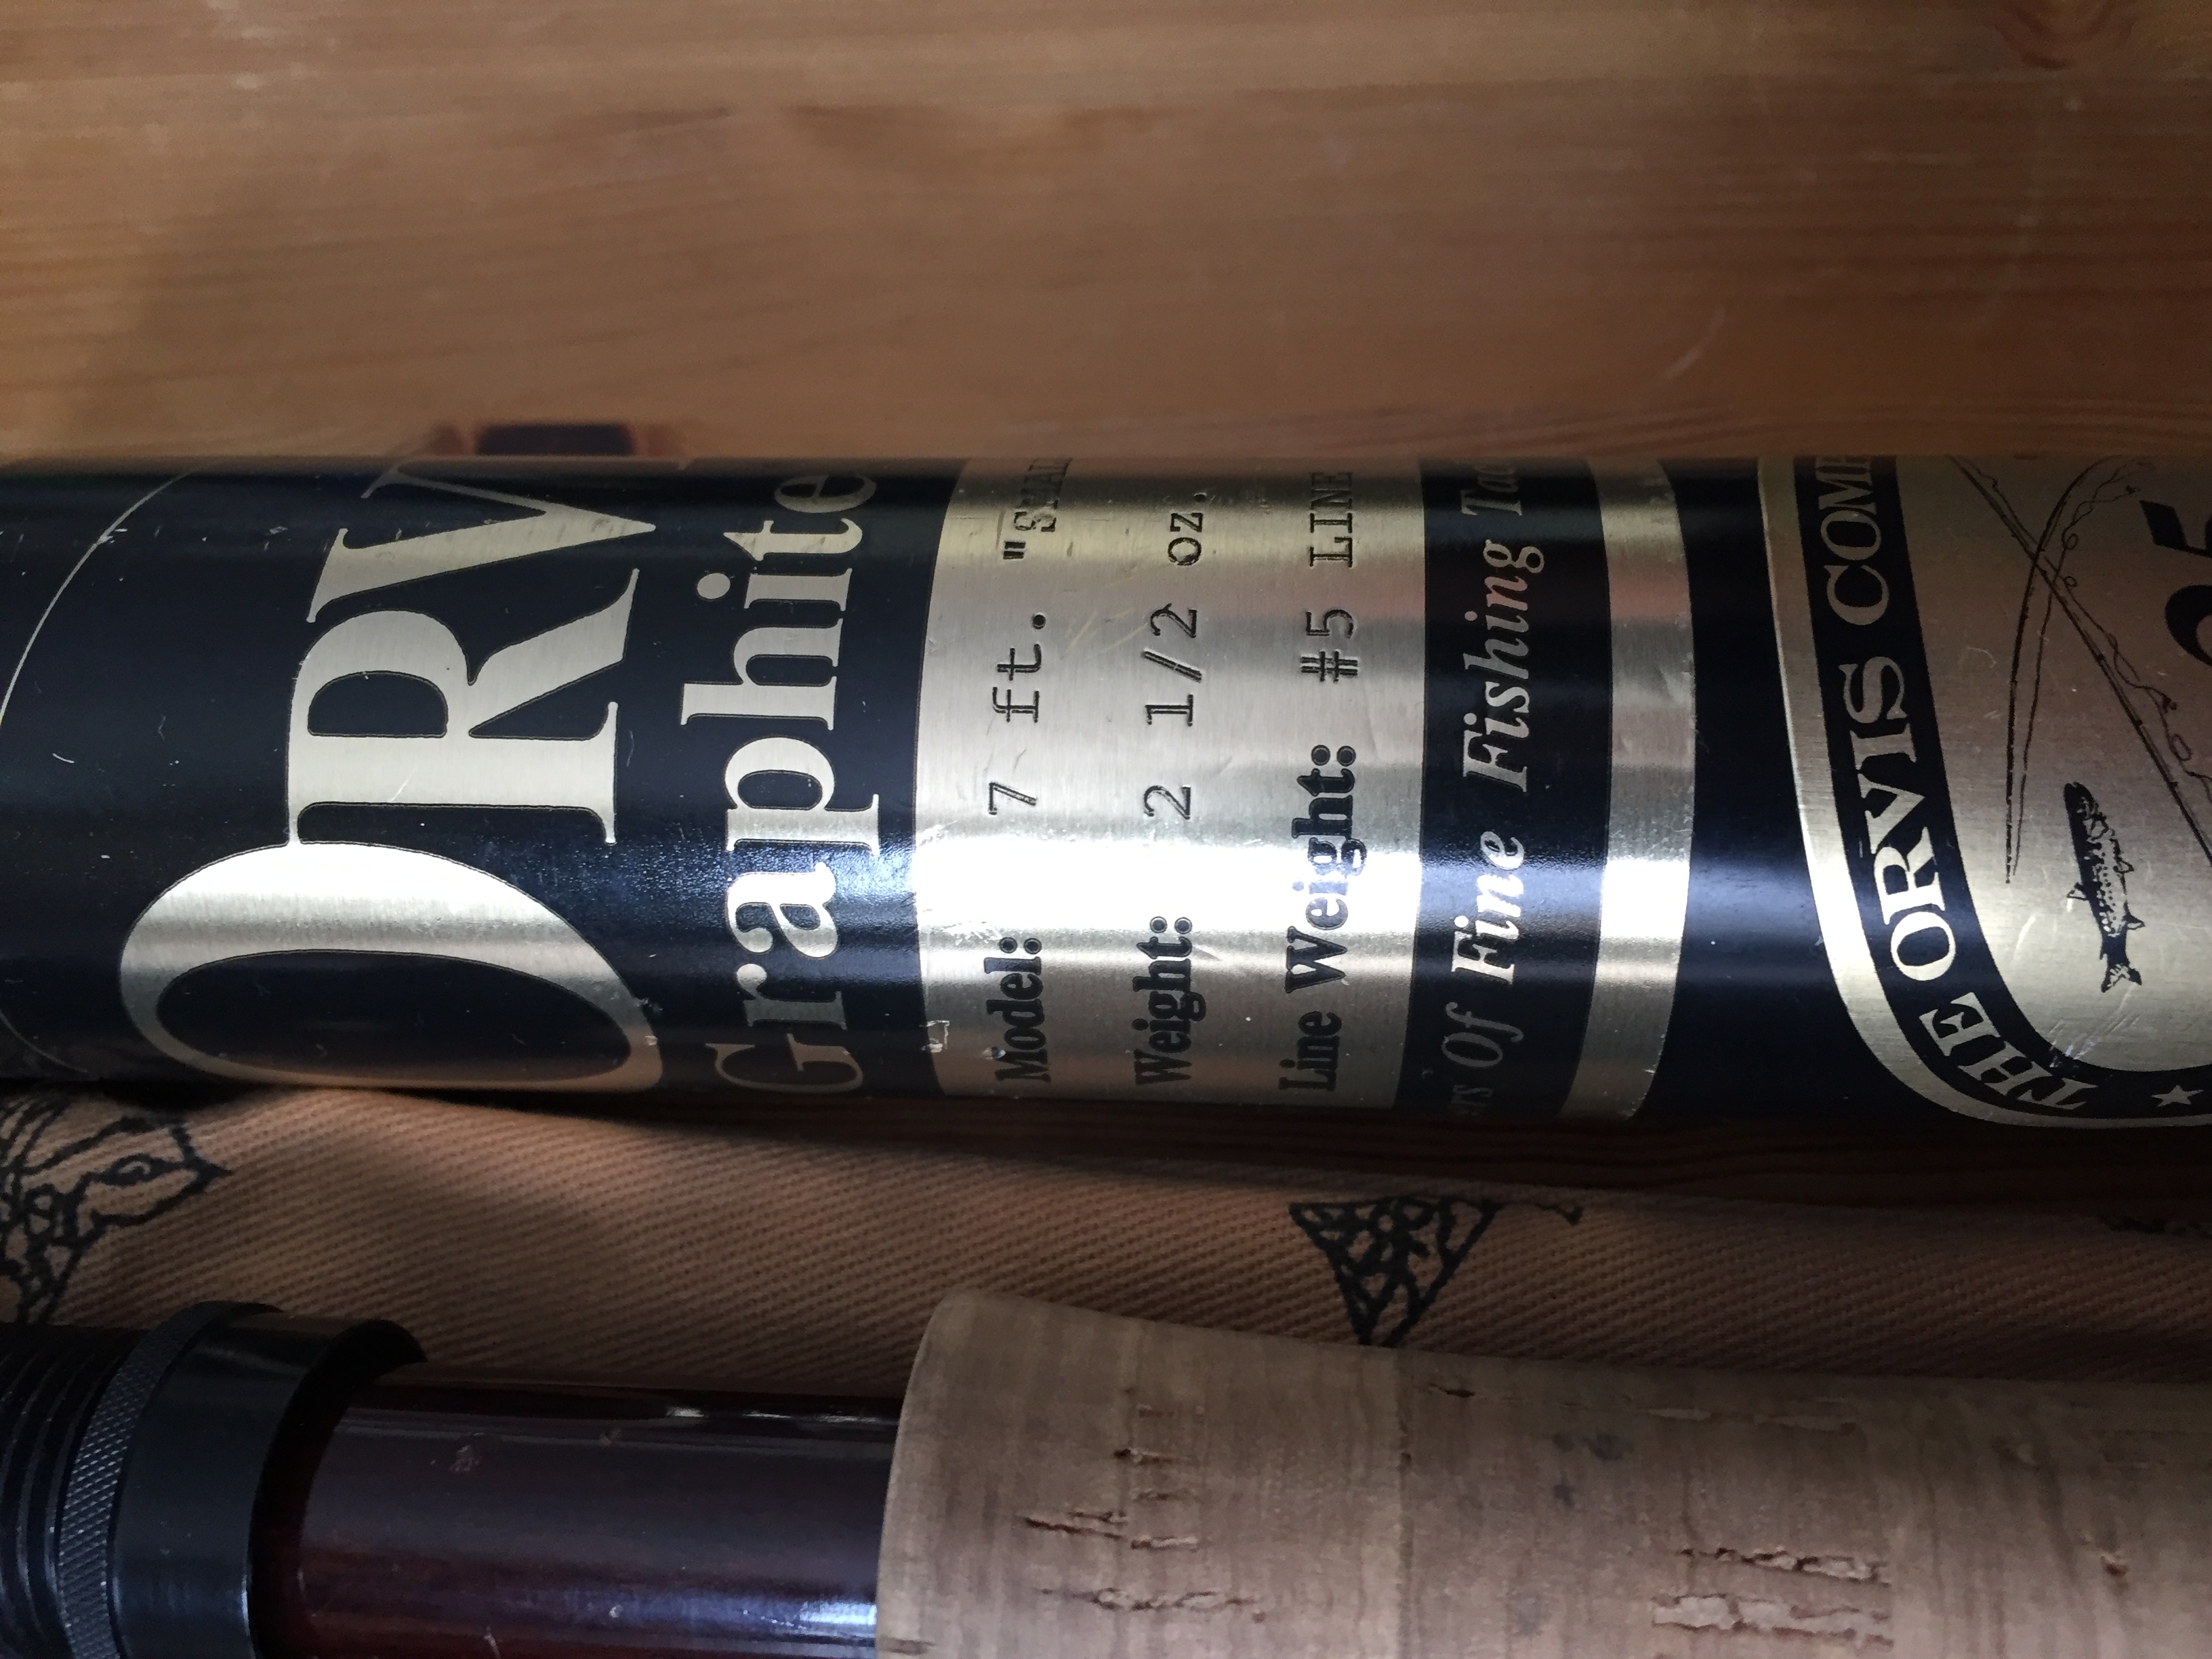 ORV
Graphite
Model: 7 ft. "SMALL
Weight: 2 1/2 oz.
Line Weight: #5 LINE
Of Fine Fishing
THE ORVIS COM